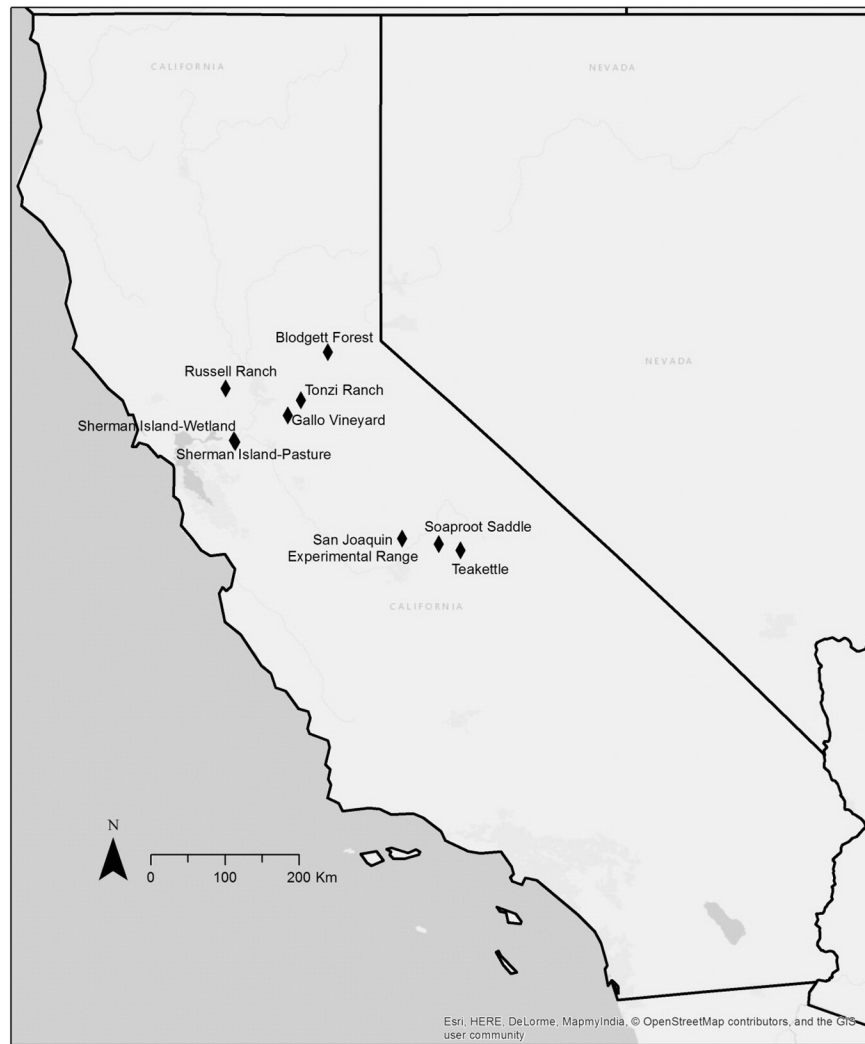 CALIFORNIA
NEVADA
Blodgett Forest
NEVADA
Russell Ranch
Tonzi Ranch
Gallo Vineyard
Sherman Island-Wetland
Sherman Island-Pasture
Soaproot Saddle
San Joaquin
Experimental Range
Teakettle
CALIFORNIA
N
0 100 200 Km
Esri, HERE, DeLorme, MapmyIndia, © OpenStreetMap contributors, and the GIS
user community